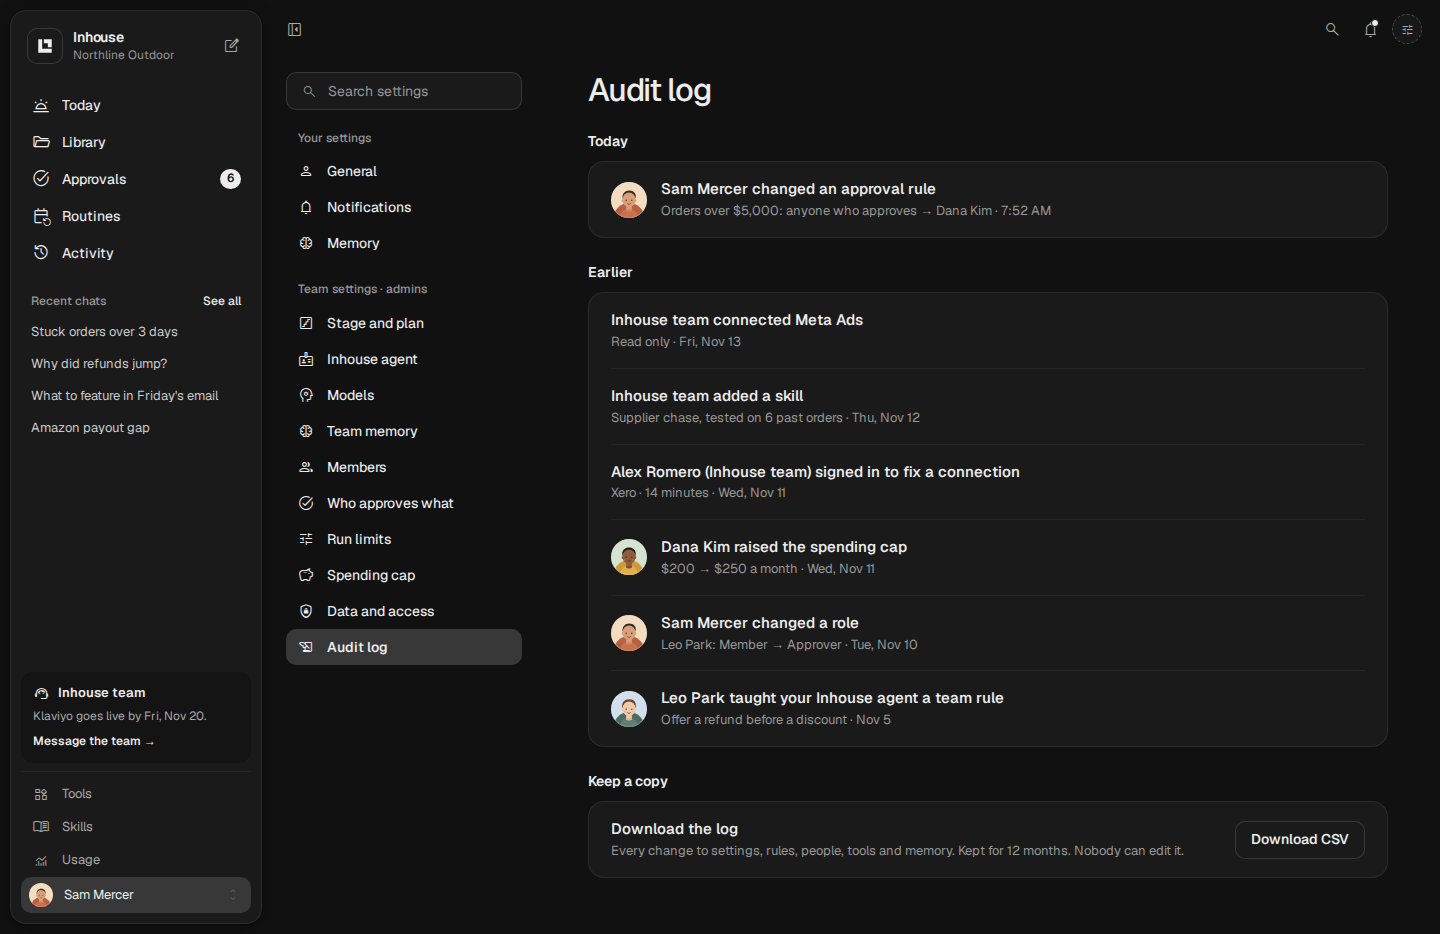 Inhouse
Northline Outdoor
Today
Library
Approvals 6
Routines
Activity
Recent chats See all
Stuck orders over 3 days
Why did refunds jump?
What to feature in Friday's email
Amazon payout gap
Inhouse team
Klaviyo goes live by Fri, Nov 20.
Message the team →
Tools
Skills
Usage
Sam Mercer
Search settings
Your settings
General
Notifications
Memory
Team settings · admins
Stage and plan
Inhouse agent
Models
Team memory
Members
Who approves what
Run limits
Spending cap
Data and access
Audit log
Audit log
Today
Sam Mercer changed an approval rule
Orders over $5,000: anyone who approves → Dana Kim · 7:52 AM
Earlier
Inhouse team connected Meta Ads
Read only · Fri, Nov 13
Inhouse team added a skill
Supplier chase, tested on 6 past orders · Thu, Nov 12
Alex Romero (Inhouse team) signed in to fix a connection
Xero · 14 minutes · Wed, Nov 11
Dana Kim raised the spending cap
$200 → $250 a month · Wed, Nov 11
Sam Mercer changed a role
Leo Park: Member → Approver · Tue, Nov 10
Leo Park taught your Inhouse agent a team rule
Offer a refund before a discount · Nov 5
Keep a copy
Download the log
Every change to settings, rules, people, tools and memory. Kept for 12 months. Nobody can edit it.
Download CSV